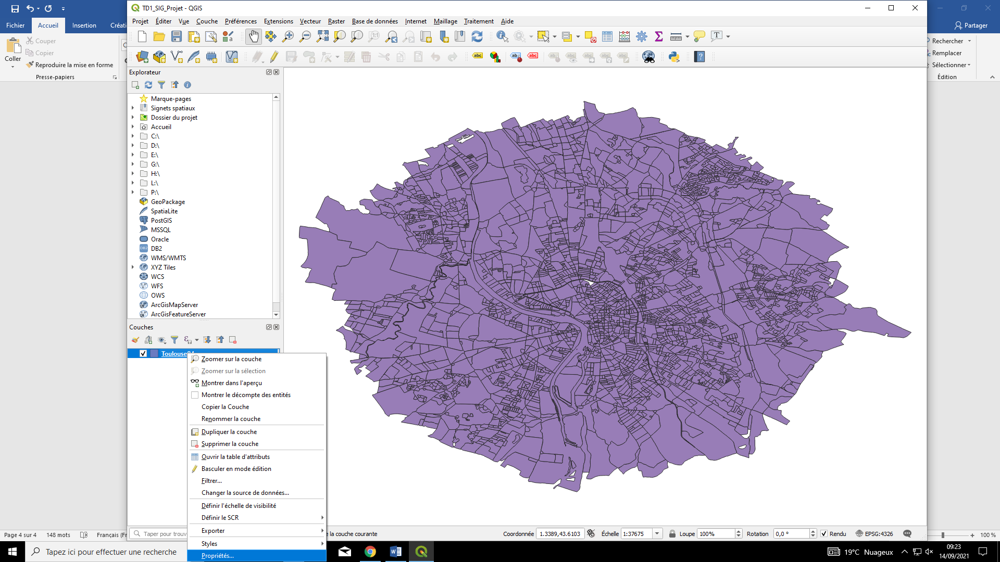 TD1_SIG_Projet - QGIS
Fichier
Accueil
Insertion
Créati
Partager
Projet Éditer Vue Couche Préférences Extensions Vecteur Raster Base de données Internet Maillage Traitement Aide
Coller
Couper
Copier
Reproduire la mise en forme
Presse-papiers
Rechercher
Remplacer
Sélectionner
Édition
Explorateur
Marque-pages
Signets spatiaux
Dossier du projet
Accueil
C:\
D:\
E:\
G:\
H:\
L:\
P:\
GeoPackage
SpatiaLite
PostGIS
MSSQL
Oracle
DB2
WMS/WMTS
XYZ Tiles
WCS
WFS
OWS
ArcGisMapServer
ArcGisFeatureServer
Couches
Zoomer sur la couche
Zoomer sur la sélection
Montrer dans l'aperçu
Montrer le décompte des entités
Copier la Couche
Renommer la couche
Dupliquer la couche
Supprimer la couche
Ouvrir la table d'attributs
Basculer en mode édition
Filtrer...
Changer la source de données...
Définir l'échelle de visibilité
Définir le SCR
Exporter
Styles
Propriétés...
Taper pour trouv
la couche courante
Coordonnée 1.3389,43.6103 Échelle 1:37675 Loupe 100% Rotation 0,0 ° Rendu EPSG:4326
Page 4 sur 4 148 mots Français (Fr
100 %
Tapez ici pour effectuer une recherche
19°C Nuageux
09:23
14/09/2021